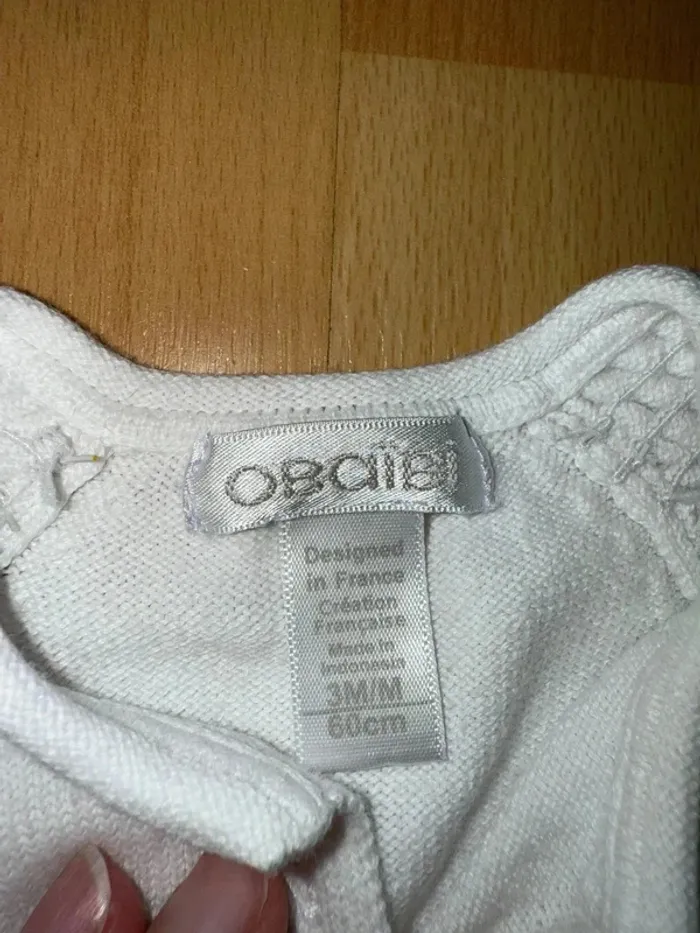 OBaïBi
Designed
in France
Création
Française
Made in
Indonesia
3M/M
60cm